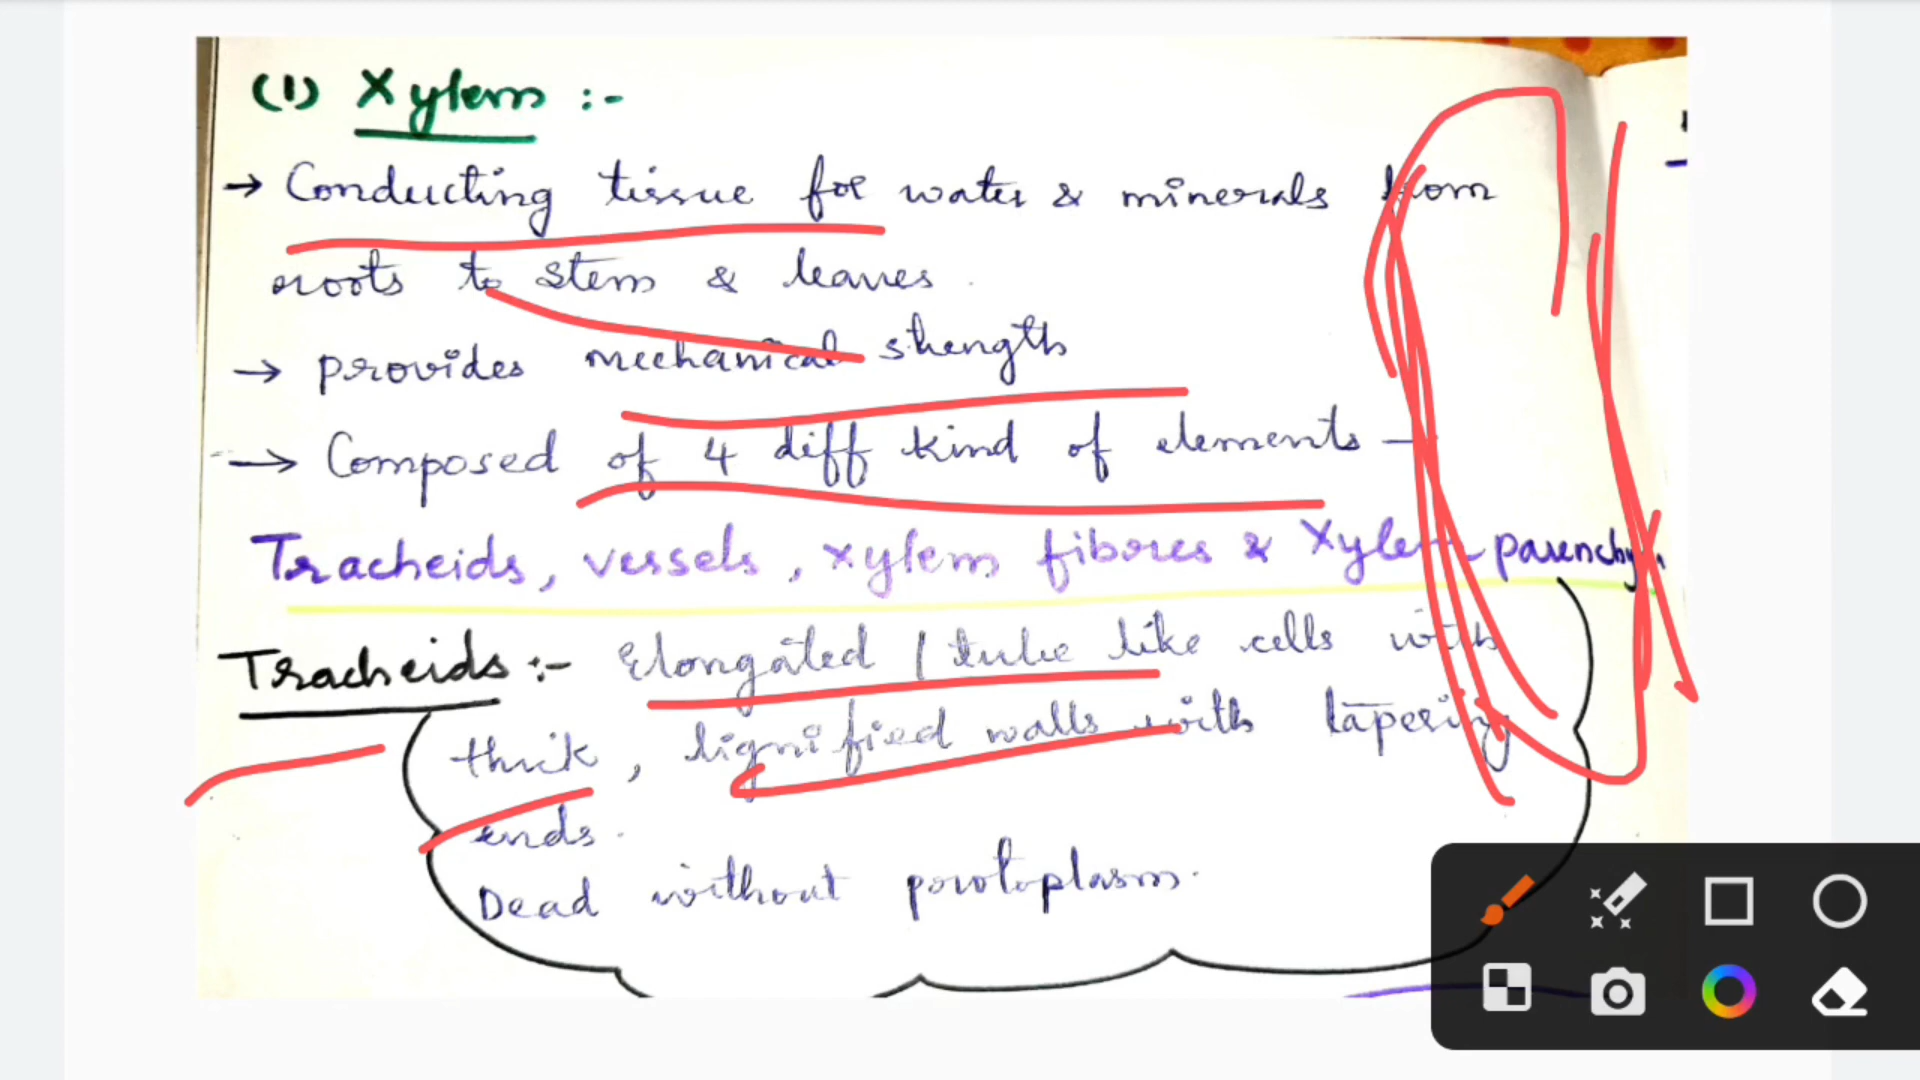 (1) Xylem :-
→ Conducting tissue for water & minerals from
roots to stem & leaves.
→ provides mechanical strength
→ Composed of 4 diff kind of elements -
Tracheids, vessels, xylem fibres & Xylem parenchy
Tracheids :- Elongated / tube like cells with
thick, lignified walls with tapering
ends.
Dead without protoplasm.